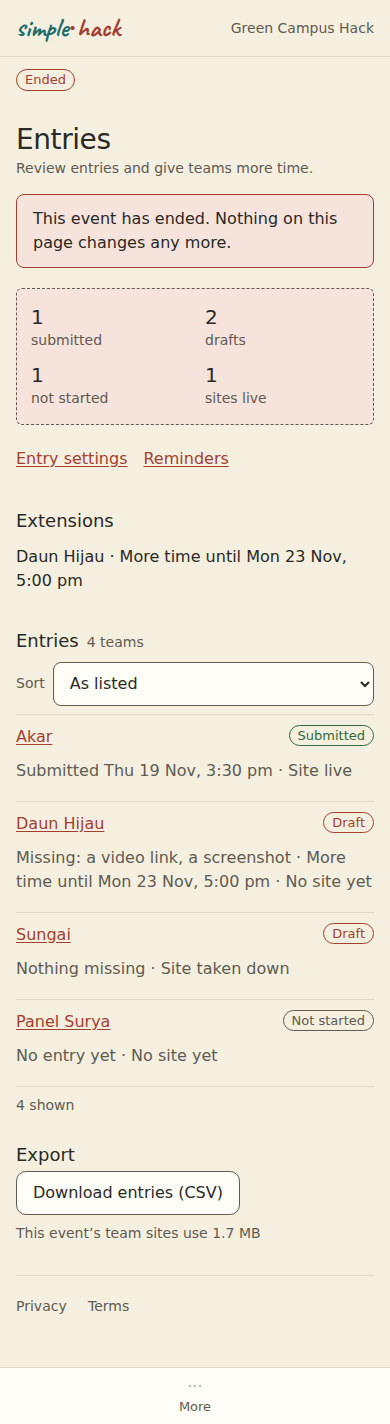 simple·hack
Green Campus Hack
Ended
Entries
Review entries and give teams more time.
This event has ended. Nothing on this
page changes any more.
1
submitted
2
drafts
1
not started
1
sites live
Entry settings
Reminders
Extensions
Daun Hijau · More time until Mon 23 Nov,
5:00 pm
Entries 4 teams
Sort
As listed
Akar
Submitted
Submitted Thu 19 Nov, 3:30 pm · Site live
Daun Hijau
Draft
Missing: a video link, a screenshot · More
time until Mon 23 Nov, 5:00 pm · No site yet
Sungai
Draft
Nothing missing · Site taken down
Panel Surya
Not started
No entry yet · No site yet
4 shown
Export
Download entries (CSV)
This event’s team sites use 1.7 MB
Privacy
Terms
…
More